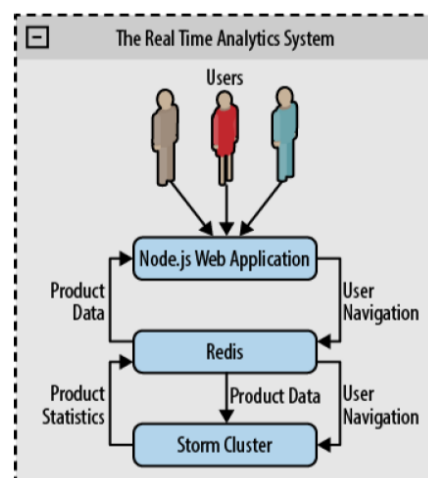 The Real Time Analytics System
Users
Node.js Web Application
Product
Data
User
Navigation
Redis
Product
Statistics
Product Data
User
Navigation
Storm Cluster